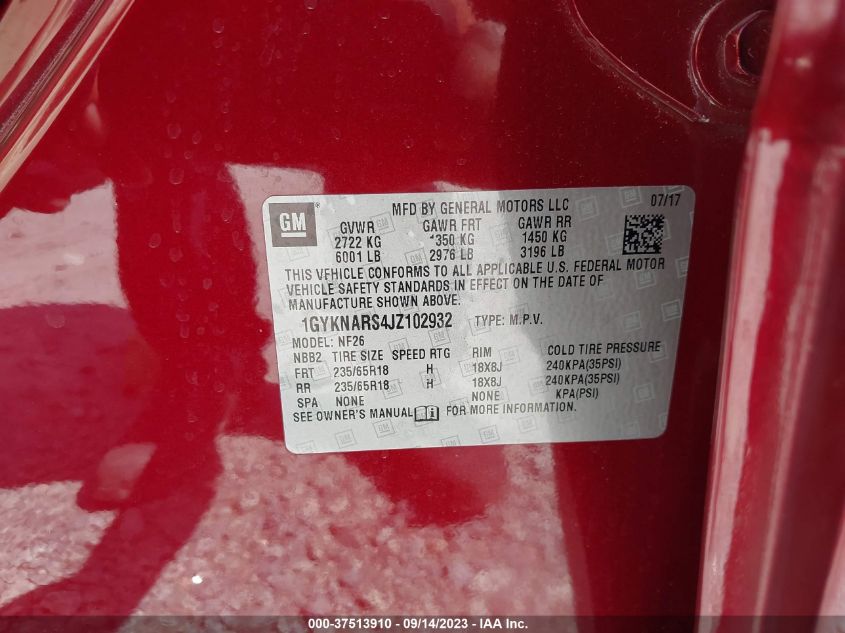 MFD BY GENERAL MOTORS LLC 07/17
GM
GVWR GAWR FRT GAWR RR
2722 KG 1350 KG 1450 KG
6001 LB 2976 LB 3196 LB
THIS VEHICLE CONFORMS TO ALL APPLICABLE U.S. FEDERAL MOTOR
VEHICLE SAFETY STANDARDS IN EFFECT ON THE DATE OF
MANUFACTURE SHOWN ABOVE.
1GYKNARS4JZ102932 TYPE: M.P.V.
MODEL: NF26
NBB2 TIRE SIZE SPEED RTG RIM COLD TIRE PRESSURE
FRT 235/65R18 H 18X8J 240KPA(35PSI)
RR 235/65R18 H 18X8J 240KPA(35PSI)
SPA NONE NONE KPA(PSI)
SEE OWNER'S MANUAL FOR MORE INFORMATION.
000-37513910 - 09/14/2023 - IAA Inc.